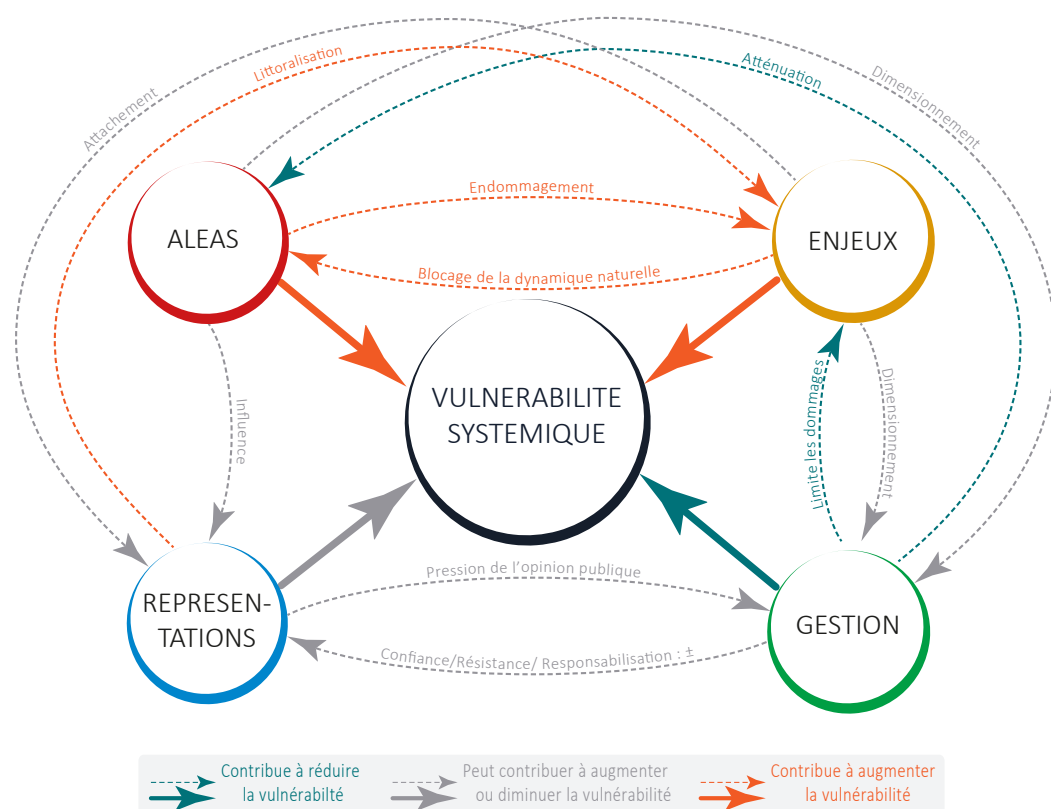 Littoralisation
Atténuation
Attachement
Dimensionnement
Endommagement
ALEAS
ENJEUX
Blocage de la dynamique naturelle
VULNERABILITE
SYSTEMIQUE
Influence
Limite les dommages
Dimensionnement
Pression de l'opinion publique
REPRESEN-
TATIONS
GESTION
Confiance/Résistance/ Responsabilisation : ±
Contribue à réduire
la vulnérabilté
Peut contribuer à augmenter
ou diminuer la vulnérabilité
Contribue à augmenter
la vulnérabilité